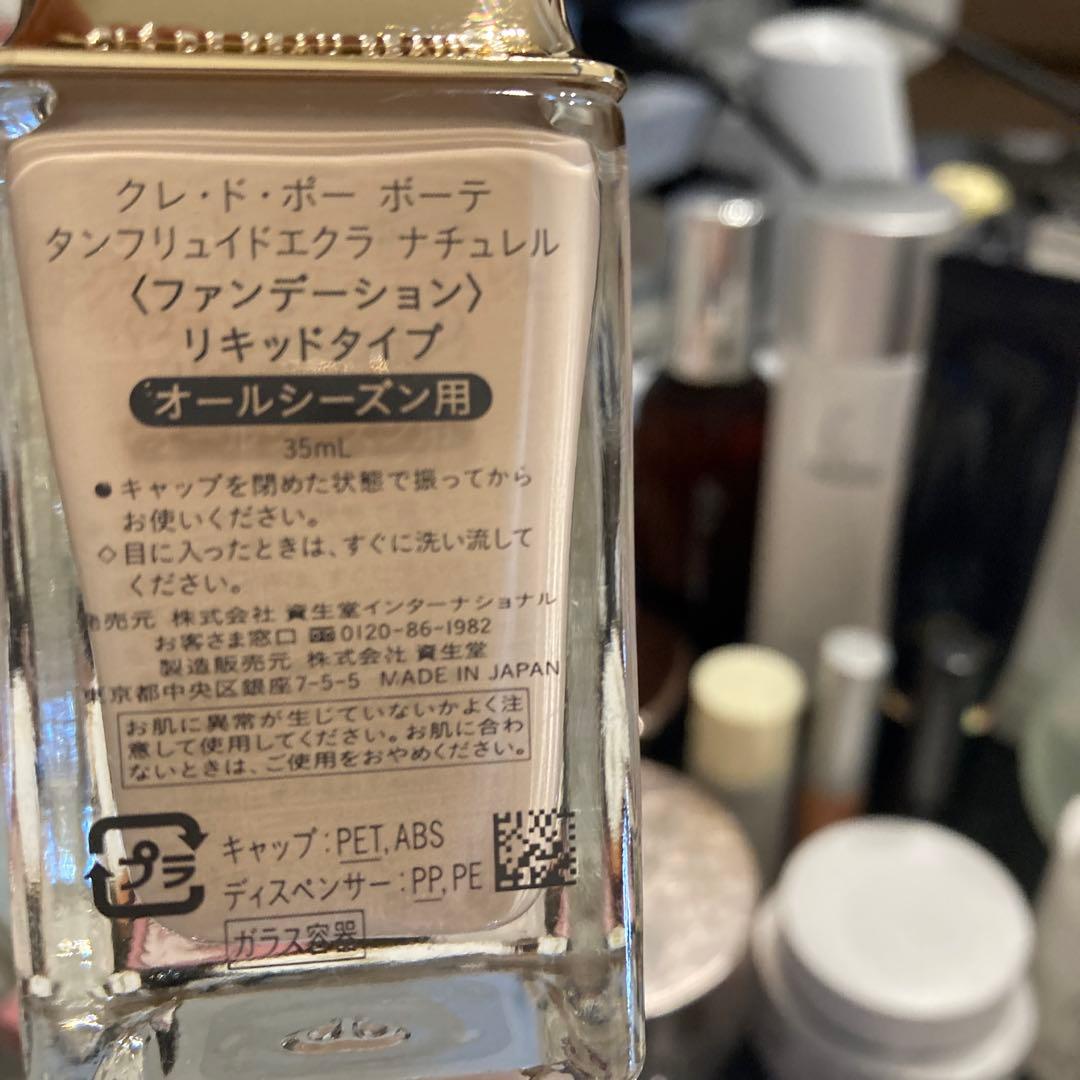 クレ・ド・ポー ボーテ
タンフリュイドエクラ ナチュレル
〈ファンデーション〉
リキッドタイプ
オールシーズン用
35mL
●キャップを閉めた状態で振ってから
お使いください。
◇目に入ったときは、すぐに洗い流して
ください。
発売元 株式会社 資生堂インターナショナル
お客さま窓口 0120-86-1982
製造販売元 株式会社 資生堂
東京都中央区銀座7-5-5 MADE IN JAPAN
お肌に異常が生じていないかよく注
意して使用してください。お肌に合わ
ないときは、ご使用をおやめください。
プラ
キャップ:PET,ABS
ディスペンサー:PP,PE
ガラス容器